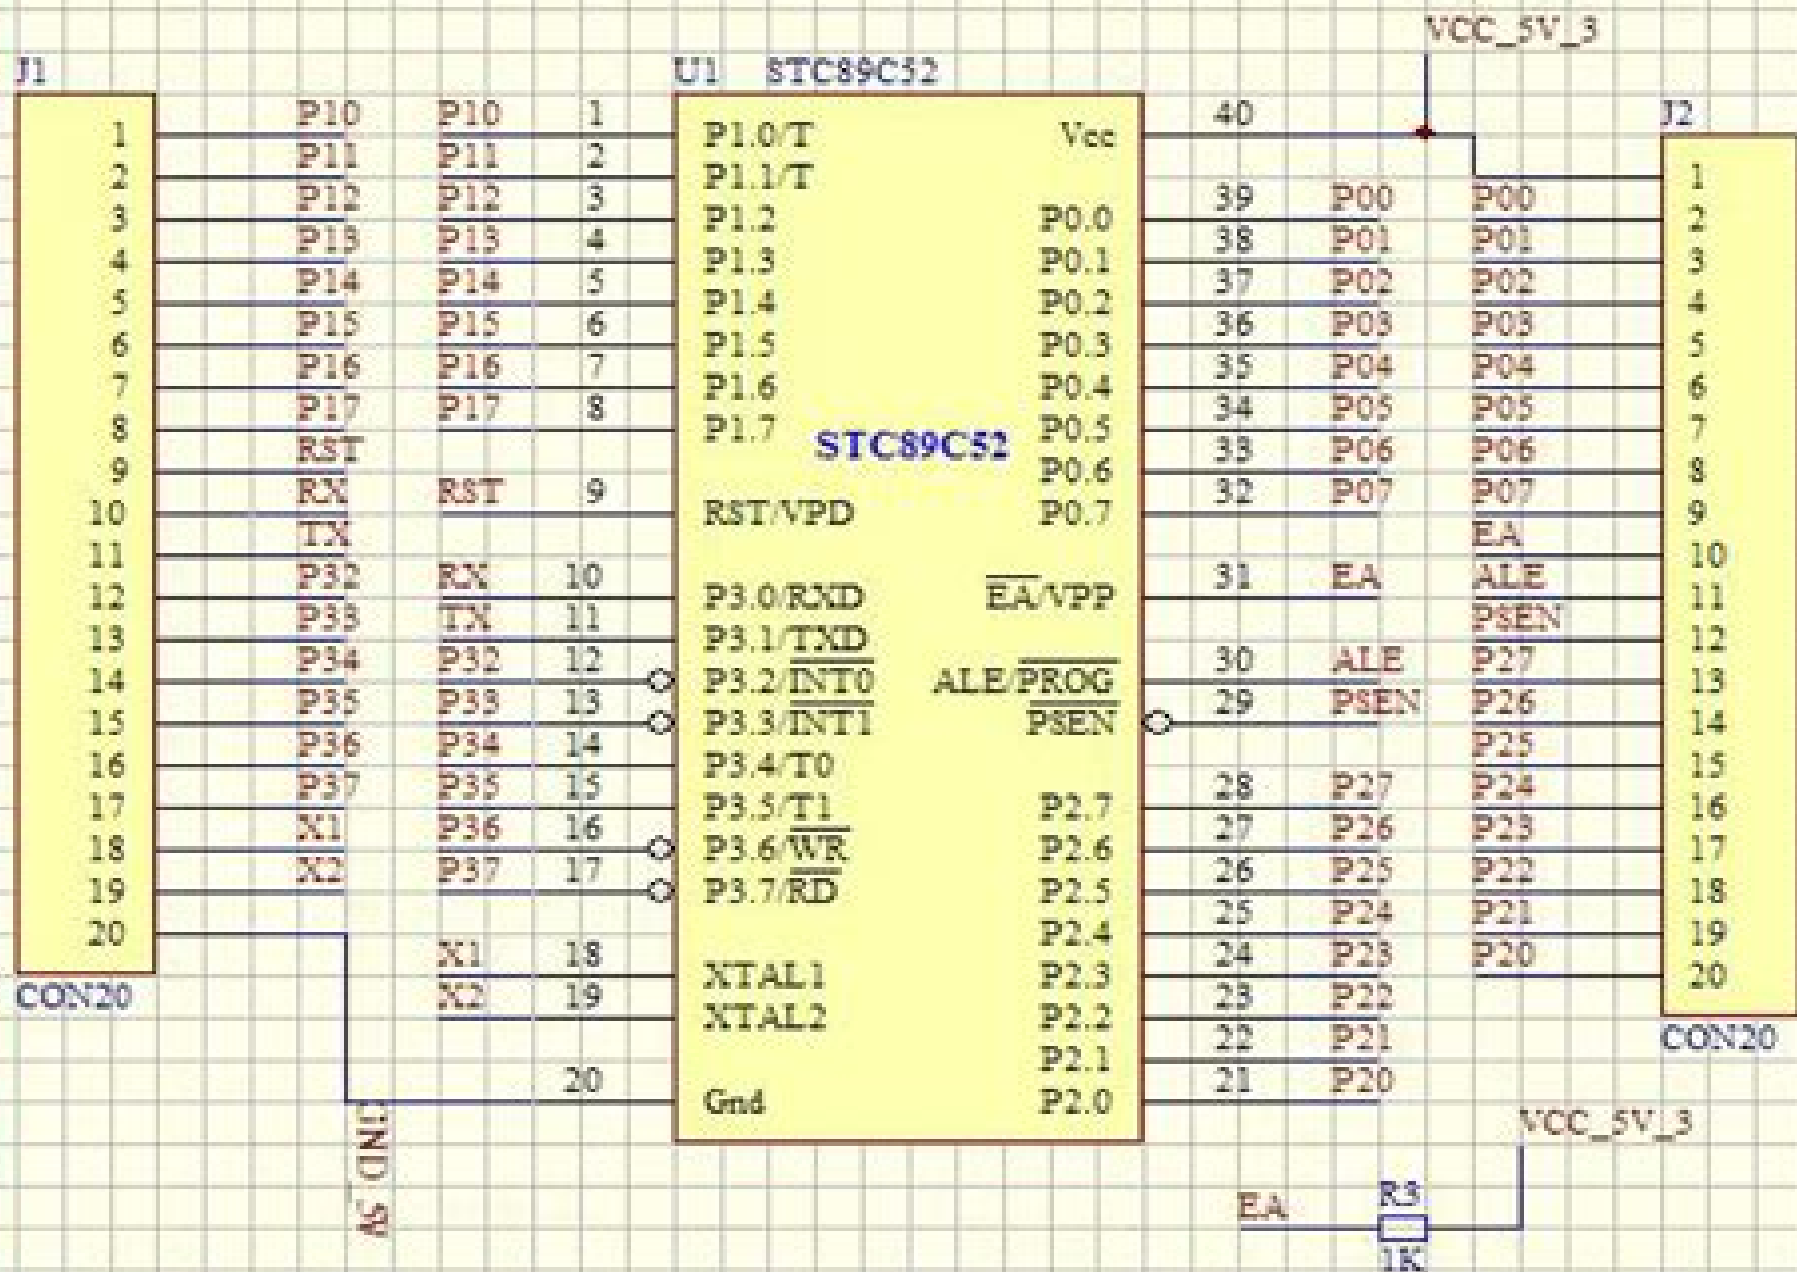 VCC_5V_3
J1
U1 STC89C52
J2
1 P10 P10 1 P1.0/T Vcc 40
2 P11 P11 2 P1.1/T 1
3 P12 P12 3 P1.2 P0.0 39 P00 P00 2
4 P13 P13 4 P1.3 P0.1 38 P01 P01 3
5 P14 P14 5 P1.4 P0.2 37 P02 P02 4
6 P15 P15 6 P1.5 P0.3 36 P03 P03 5
7 P16 P16 7 P1.6 P0.4 35 P04 P04 6
8 P17 P17 8 P1.7 P0.5 34 P05 P05 7
STC89C52
9 RST P0.6 33 P06 P06 8
10 RX RST 9 RST/VPD P0.7 32 P07 P07 9
11 TX EA 10
12 P32 RX 10 P3.0/RXD EA/VPP 31 EA ALE 11
13 P33 TX 11 P3.1/TXD PSEN 12
14 P34 P32 12 P3.2/INT0 ALE/PROG 30 ALE P27 13
15 P35 P33 13 P3.3/INT1 PSEN 29 PSEN P26 14
16 P36 P34 14 P3.4/T0 P25 15
17 P37 P35 15 P3.5/T1 P2.7 28 P27 P24 16
18 X1 P36 16 P3.6/WR P2.6 27 P26 P23 17
19 X2 P37 17 P3.7/RD P2.5 26 P25 P22 18
20 P2.4 25 P24 P21 19
X1 18 XTAL1 P2.3 24 P23 P20 20
CON20
X2 19 XTAL2 P2.2 23 P22
P2.1 22 P21
CON20
20 Gnd P2.0 21 P20
VCC_5V_3
EA R3
1K